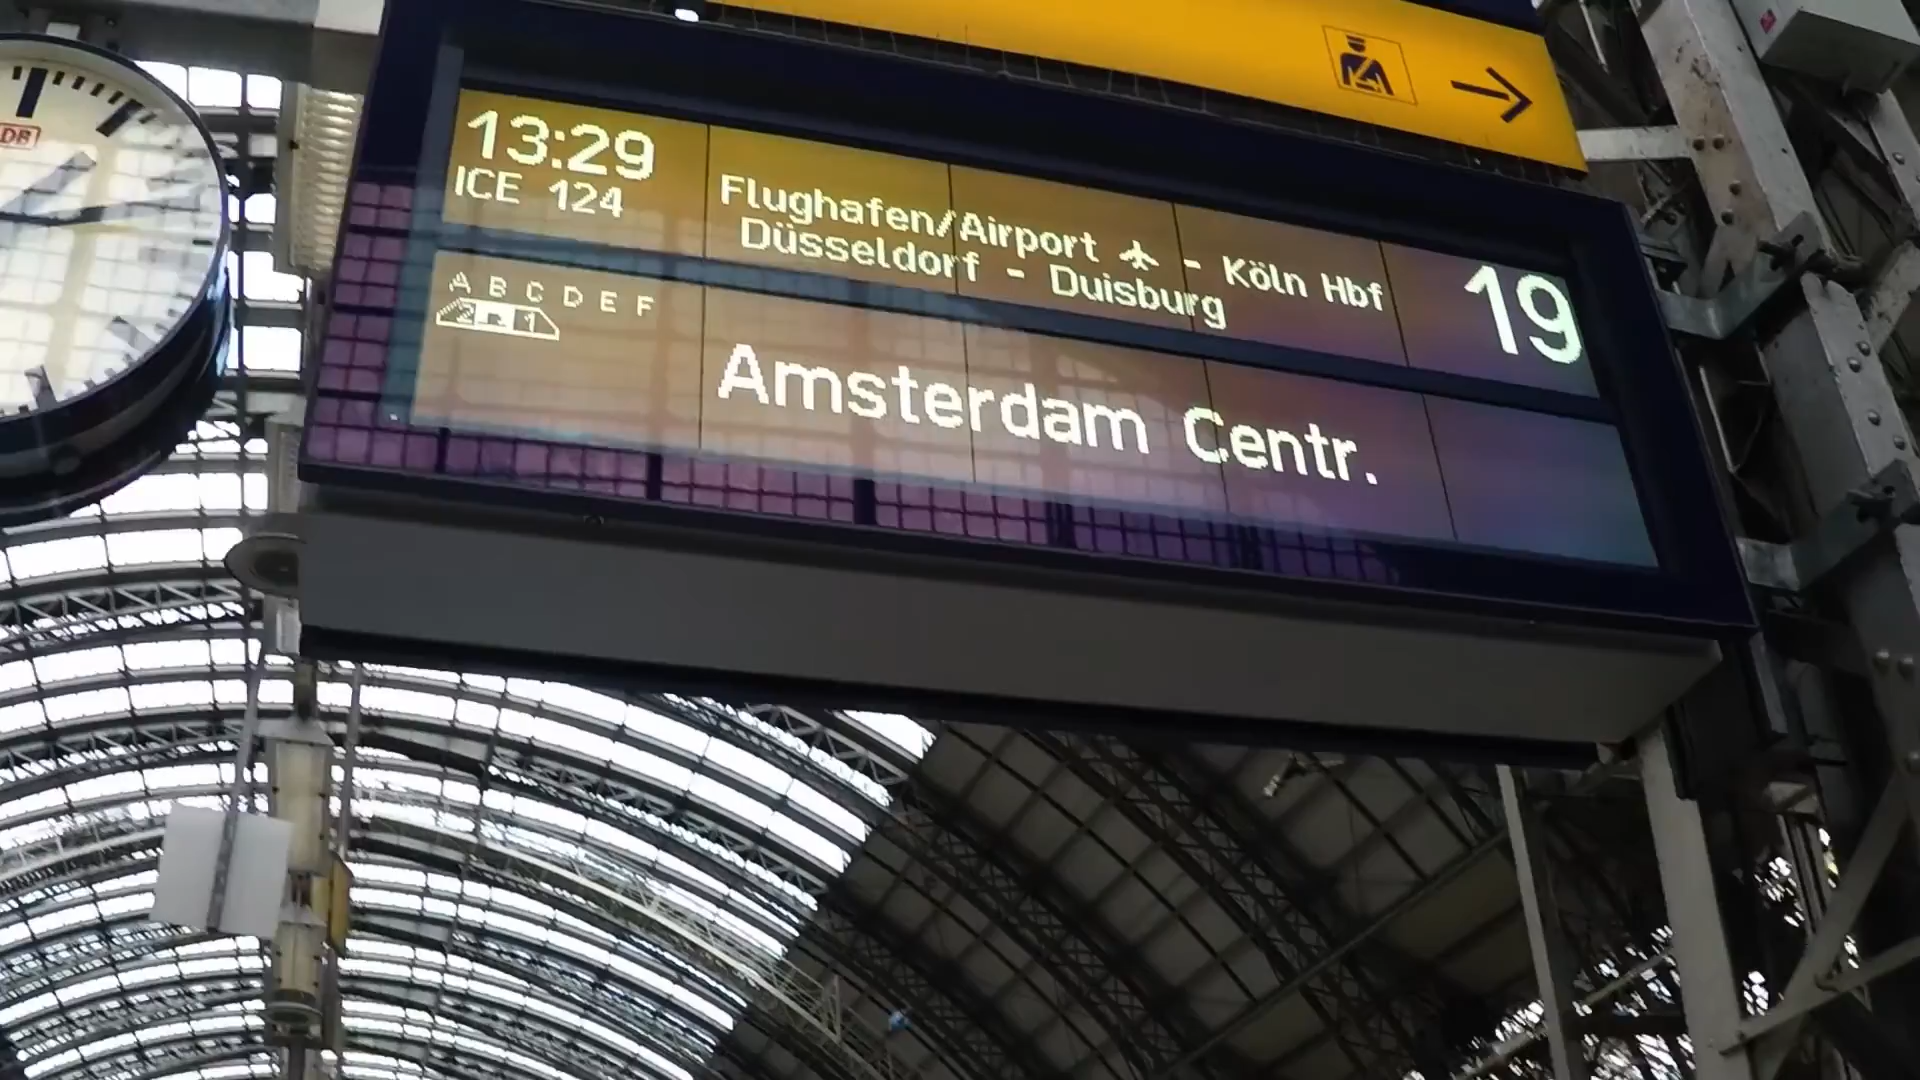 DB
13:29
ICE 124
Flughafen/Airport - Köln Hbf
Düsseldorf - Duisburg
19
A B C D E F
2 1
Amsterdam Centr.